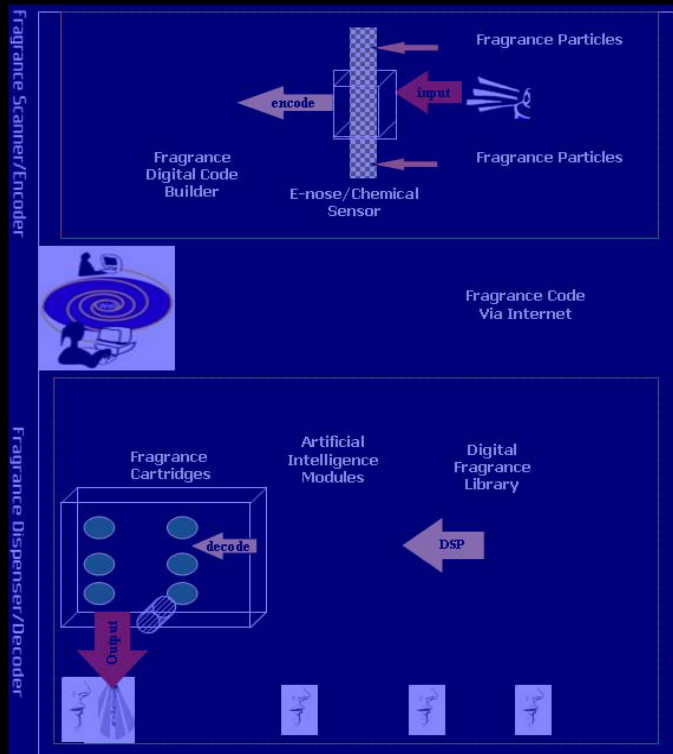 Fragrance Scanner/Encoder
Fragrance Particles
encode
input
Fragrance
Digital Code
Builder
Fragrance Particles
E-nose/Chemical
Sensor
Fragrance Code
Via Internet
Fragrance Dispenser/Decoder
Fragrance
Cartridges
Artificial
Intelligence
Modules
Digital
Fragrance
Library
decode
DSP
Output